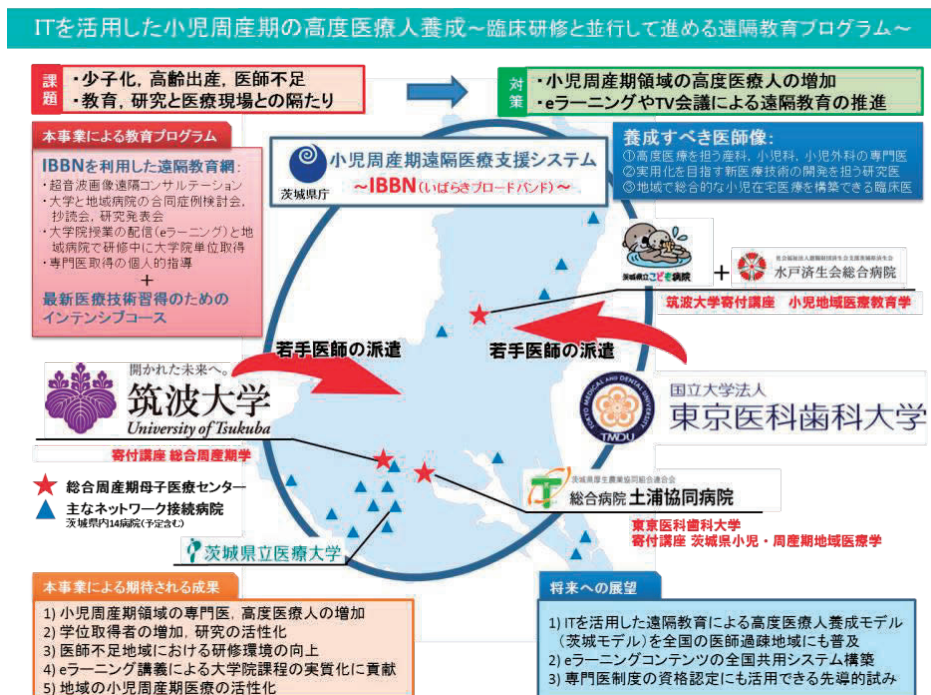 ITを活用した小児周産期の高度医療人養成～臨床研修と並行して進める遠隔教育プログラム～
課題
・少子化, 高齢出産, 医師不足
・教育, 研究と医療現場との隔たり
対策
・小児周産期領域の高度医療人の増加
・eラーニングやTV会議による遠隔教育の推進
本事業による教育プログラム
IBBNを利用した遠隔教育網：
・超音波画像遠隔コンサルテーション
・大学と地域病院の合同症例検討会,
抄読会, 研究発表会
・大学院授業の配信(eラーニング)と地
域病院で研修中に大学院単位取得
・専門医取得の個人的指導
+
最新医療技術習得のための
インテンシブコース
茨城県庁
小児周産期遠隔医療支援システム
～IBBN(いばらきブロードバンド)～
養成すべき医師像：
①高度医療を担う産科, 小児科, 小児外科の専門医
②実用化を目指す新医療技術の開発を担う研究医
③地域で総合的な小児在宅医療を構築できる臨床医
茨城県立こども病院
+
水戸済生会総合病院
筑波大学寄付講座 小児地域医療教育学
若手医師の派遣
若手医師の派遣
開かれた未来へ。
筑波大学
University of Tsukuba
寄付講座 総合周産期学
TOKYO MEDICAL AND DENTAL UNIVERSITY
TMDU
国立大学法人
東京医科歯科大学
総合周産期母子医療センター
主なネットワーク接続病院
茨城県内14病院(予定含む)
茨城県厚生農業協同組合連合会
総合病院 土浦協同病院
東京医科歯科大学
寄付講座 茨城県小児・周産期地域医療学
茨城県立医療大学
本事業による期待される成果
1) 小児周産期領域の専門医, 高度医療人の増加
2) 学位取得者の増加, 研究の活性化
3) 医師不足地域における研修環境の向上
4) eラーニング講義による大学院課程の実質化に貢献
5) 地域の小児周産期医療の活性化
将来への展望
1) ITを活用した遠隔教育による高度医療人養成モデル
(茨城モデル)を全国の医師過疎地域にも普及
2) eラーニングコンテンツの全国共用システム構築
3) 専門医制度の資格認定にも活用できる先導的試み